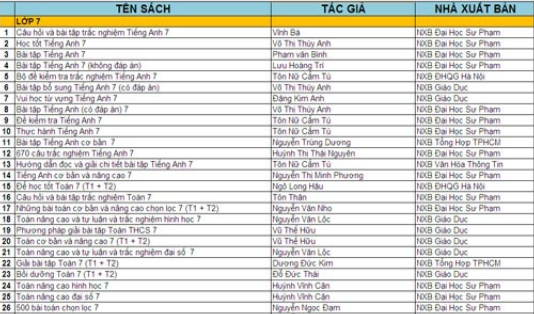 TÊN SÁCH TÁC GIẢ NHÀ XUẤT BẢN
LỚP 7
1 Câu hỏi và bài tập trắc nghiệm Tiếng Anh 7 Vĩnh Bá NXB Đại Học Sư Phạm
2 Học tốt Tiếng Anh 7 Võ Thị Thúy Anh NXB Đại Học Sư Phạm
3 Bài tập Tiếng Anh 7 Phạm văn Bình NXB Đại Học Sư Phạm
4 Bài tập Tiếng Anh 7 (không đáp án) Lưu Hoàng Trí NXB Đại Học Sư Phạm
5 Bộ đề kiểm tra trắc nghiệm Tiếng Anh 7 Tôn Nữ Cẩm Tú NXB ĐHQG Hà Nội
6 Bài tập bổ sung Tiếng Anh 7 (có đáp án) Võ Thị Thúy Anh NXB Giáo Dục
7 Vui học từ vựng Tiếng Anh 7 Đặng Kim Anh NXB Giáo Dục
8 Bài tập Tiếng Anh (có đáp án) 7 Võ Thị Thúy Anh NXB Đại Học Sư Phạm
9 Đề kiểm tra Tiếng Anh 7 Tôn Nữ Cẩm Tú NXB Đại Học Sư Phạm
10 Thực hành Tiếng Anh 7 Tôn Nữ Cẩm Tú NXB Đại Học Sư Phạm
11 Bài tập Tiếng Anh cơ bản 7 Nguyễn Trùng Dương NXB Tổng Hợp TPHCM
12 670 câu trắc nghiệm Tiếng Anh 7 Huỳnh Thị Thái Nguyên NXB Đại Học Sư Phạm
13 Hướng dẫn đọc và giải chi tiết bài tập Tiếng Anh 7 Tôn Nữ Cẩm Tú NXB Văn Hóa Thông Tin
14 Tiếng Anh cơ bản và nâng cao 7 Nguyễn Thị Minh Phương NXB Đại Học Sư Phạm
15 Để học tốt Toán 7 (T1 + T2) Ngô Long Hậu NXB ĐHQG Hà Nội
16 Câu hỏi và bài tập trắc nghiệm Toán 7 Tôn Thân NXB Đại Học Sư Phạm
17 Những bài toán cơ bản và nâng cao chọn lọc 7 (T1 + T2) Nguyễn Văn Nho NXB Đại Học Sư Phạm
18 Toán nâng cao và tự luận và trắc nghiệm hình học 7 Nguyễn Văn Lộc NXB Giáo Dục
19 Phương pháp giải bài tập Toán THCS 7 Vũ Thế Hữu NXB Giáo Dục
20 Toán cơ bản và nâng cao 7 (T1 + T2) Vũ Thế Hữu NXB Giáo Dục
21 Toán nâng cao và tự luận và trắc nghiệm đại số 7 Nguyễn Văn Lộc NXB Giáo Dục
22 Giải bài tập Toán 7 (T1 + T2) Dương Đức Kim NXB Tổng Hợp TPHCM
23 Bồi dưỡng Toán 7 (T1 + T2) Đỗ Đức Thái NXB Giáo Dục
24 Toán nâng cao hình học 7 Huỳnh Vĩnh Cận NXB Đại Học Sư Phạm
25 Toán nâng cao đại số 7 Huỳnh Vĩnh Cận NXB Đại Học Sư Phạm
26 500 bài toán chọn lọc 7 Nguyễn Ngọc Đạm NXB Đại Học Sư Phạm